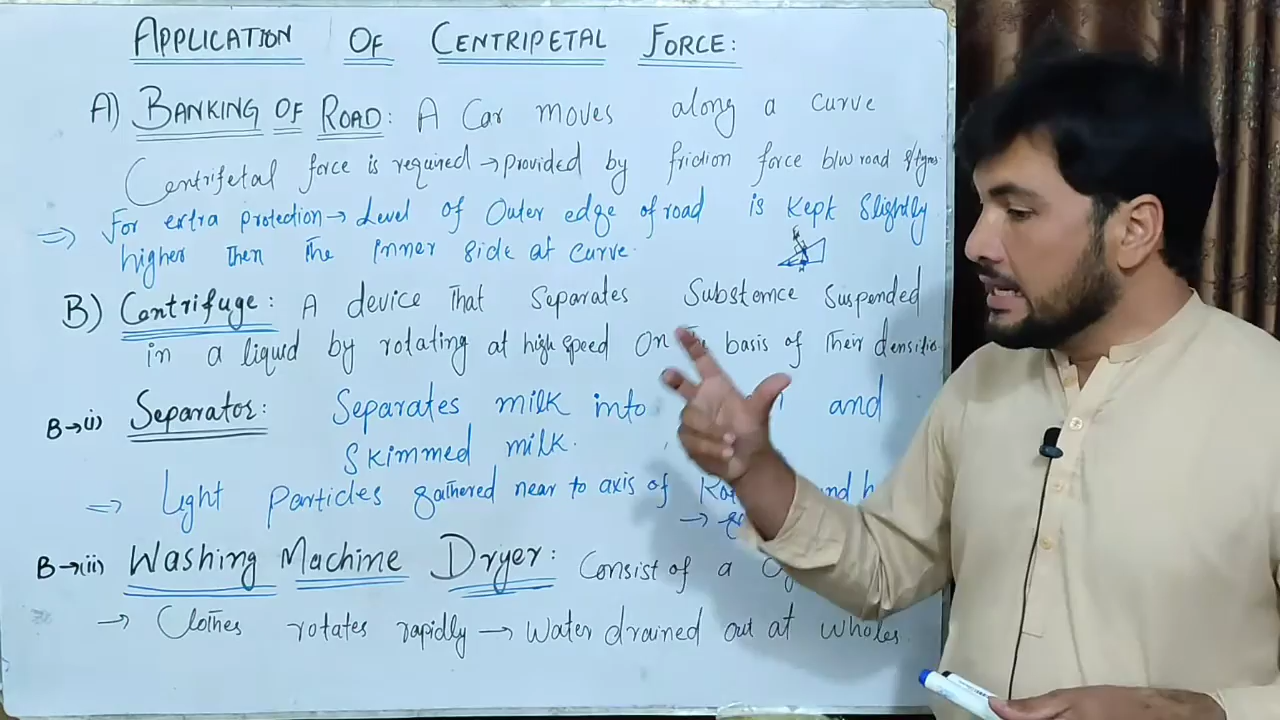 APPLICATION OF CENTRIPETAL FORCE:
A) BANKING OF ROAD: A Car moves along a curve
Centrifetal force is required → provided by friction force b/w road &
⇒ For extra protection → Level of Outer edge of road is Kept Slightly
higher Then The inner side at curve.
B) Centrifuge: A device That Separates Substance Suspended
in a liquid by rotating at high speed On basis of Their
B→i) Separator: Separates milk into and
Skimmed milk.
⇒ Light Particles gathered near to axis of and
→
B→ii) Washing Machine Dryer: Consist of a
→ Clothes rotates rapidly → Water drained out at wholes.